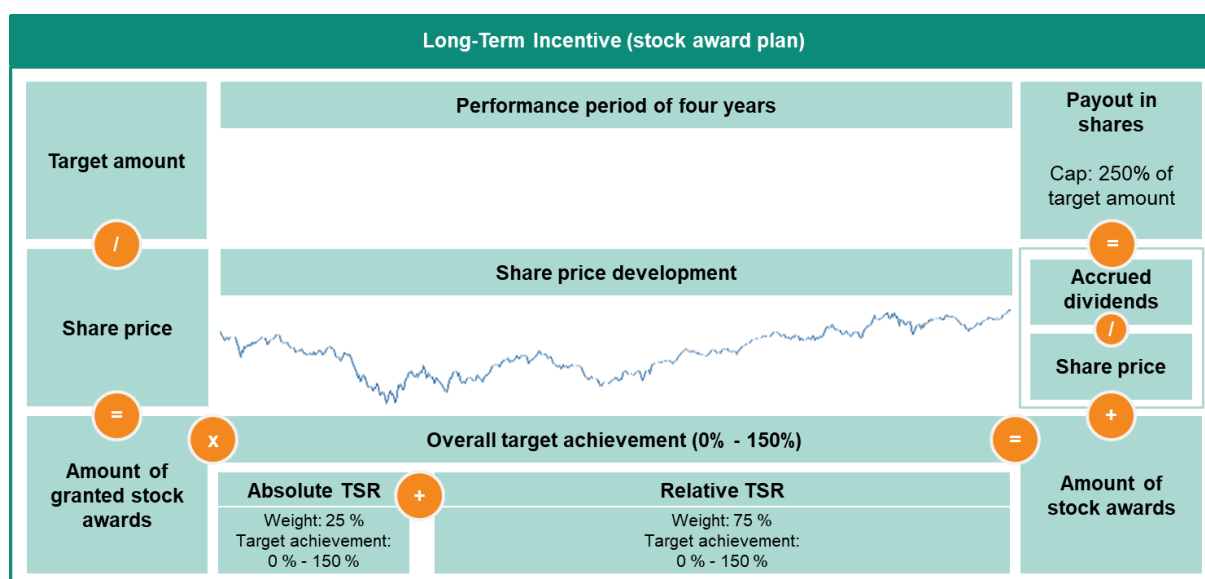 Long-Term Incentive (stock award plan)
Target amount
/
Share price
=
Amount of
granted stock
awards
x
Performance period of four years
Share price development
Overall target achievement (0% - 150%)
Absolute TSR
Weight: 25 %
Target achievement:
0 % - 150 %
+
Relative TSR
Weight: 75 %
Target achievement:
0 % - 150 %
=
Payout in
shares
Cap: 250% of
target amount
=
Accrued
dividends
/
Share price
+
Amount of
stock awards